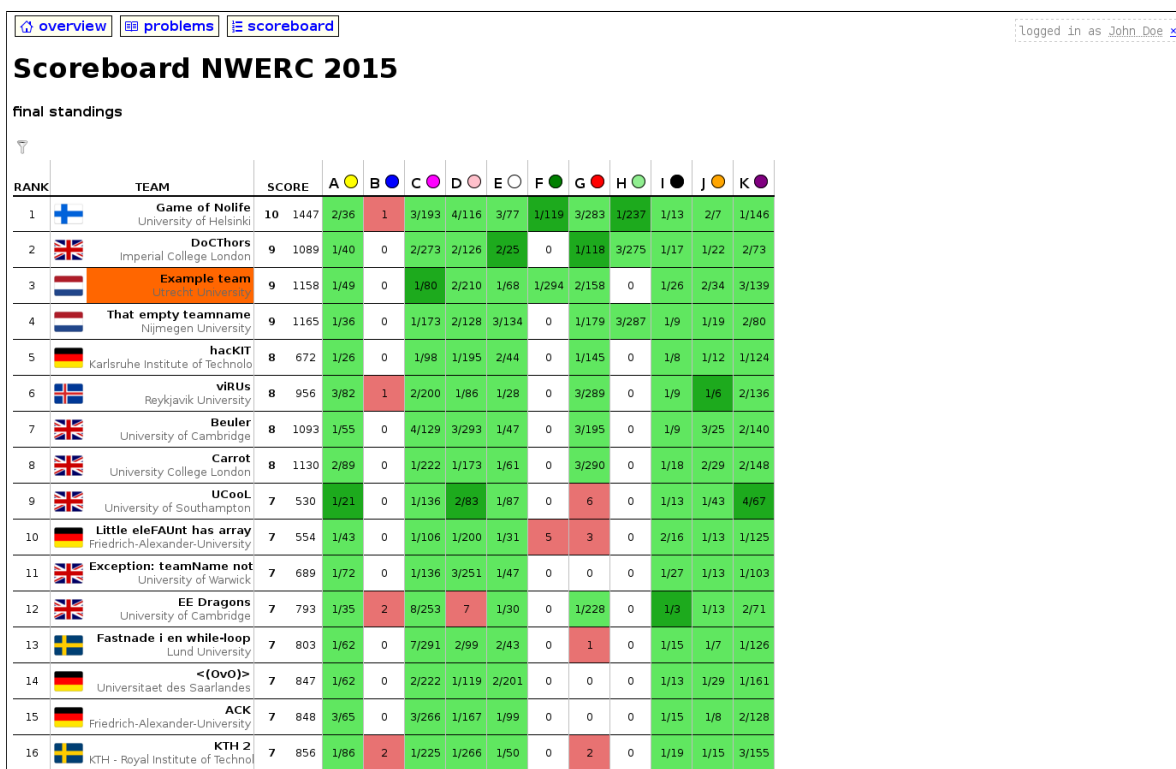 overview problems scoreboard
logged in as John Doe ×
Scoreboard NWERC 2015
final standings
RANK TEAM SCORE A B C D E F G H I J K
1 Game of Nolife 10 1447 2/36 1 3/193 4/116 3/77 1/119 3/283 1/237 1/13 2/7 1/146
University of Helsinki
2 DoCThors 9 1089 1/40 0 2/273 2/126 2/25 0 1/118 3/275 1/17 1/22 2/73
Imperial College London
3 Example team 9 1158 1/49 0 1/80 2/210 1/68 1/294 2/158 0 1/26 2/34 3/139
Utrecht University
4 That empty teamname 9 1165 1/36 0 1/173 2/128 3/134 0 1/179 3/287 1/9 1/19 2/80
Nijmegen University
5 hacKIT 8 672 1/26 0 1/98 1/195 2/44 0 1/145 0 1/8 1/12 1/124
Karlsruhe Institute of Technolo
6 viRUs 8 956 3/82 1 2/200 1/86 1/28 0 3/289 0 1/9 1/6 2/136
Reykjavik University
7 Beuler 8 1093 1/55 0 4/129 3/293 1/47 0 3/195 0 1/9 3/25 2/140
University of Cambridge
8 Carrot 8 1130 2/89 0 1/222 1/173 1/61 0 3/290 0 1/18 2/29 2/148
University College London
9 UCooL 7 530 1/21 0 1/136 2/83 1/87 0 6 0 1/13 1/43 4/67
University of Southampton
10 Little eleFAUnt has array 7 554 1/43 0 1/106 1/200 1/31 5 3 0 2/16 1/13 1/125
Friedrich-Alexander-University
11 Exception: teamName not 7 689 1/72 0 1/136 3/251 1/47 0 0 0 1/27 1/13 1/103
University of Warwick
12 EE Dragons 7 793 1/35 2 8/253 7 1/30 0 1/228 0 1/3 1/13 2/71
University of Cambridge
13 Fastnade i en while-loop 7 803 1/62 0 7/291 2/99 2/43 0 1 0 1/15 1/7 1/126
Lund University
14 <(OvO)> 7 847 1/62 0 2/222 1/119 2/201 0 0 0 1/13 1/29 1/161
Universitaet des Saarlandes
15 ACK 7 848 3/65 0 3/266 1/167 1/99 0 0 0 1/15 1/8 2/128
Friedrich-Alexander-University
16 KTH 2 7 856 1/86 2 1/225 1/266 1/50 0 2 0 1/19 1/15 3/155
KTH - Royal Institute of Technol